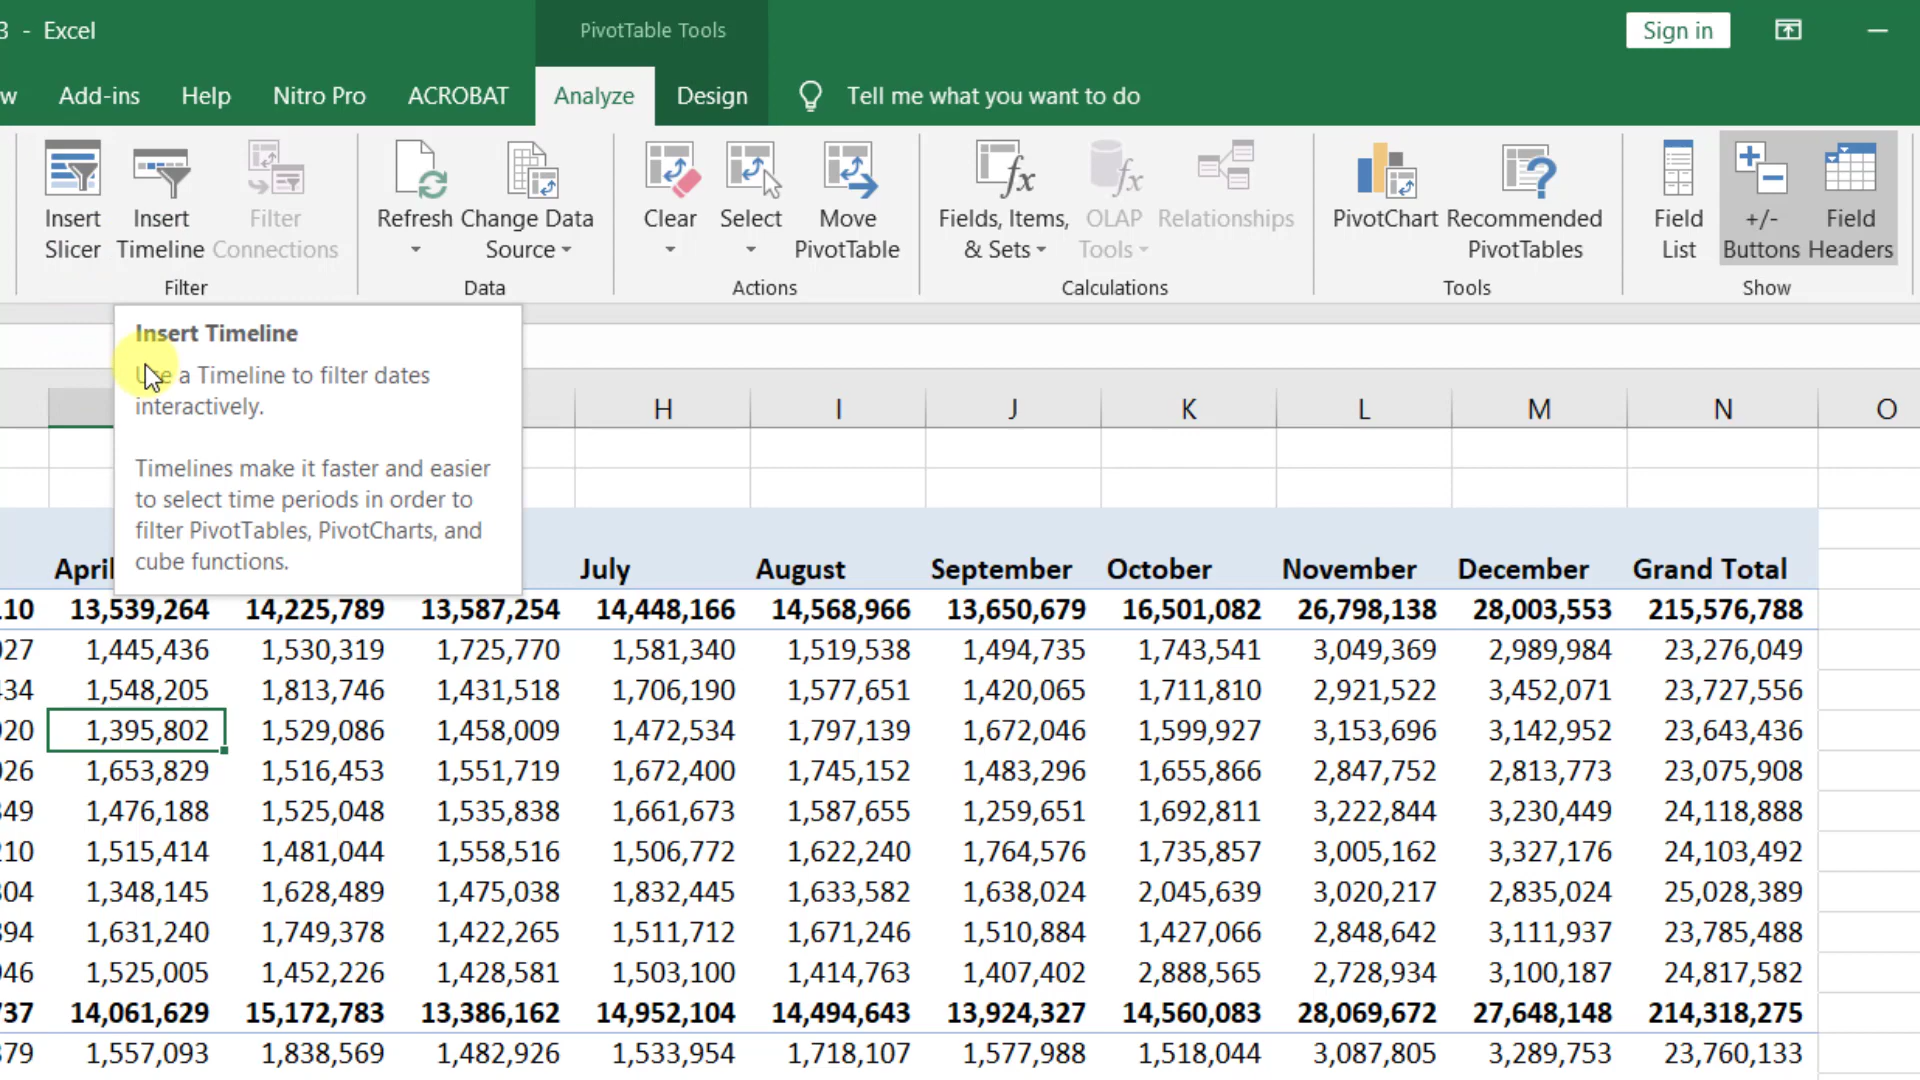 3 - Excel
PivotTable Tools
Sign in
w Add-ins Help Nitro Pro ACROBAT Analyze Design Tell me what you want to do
Insert Slicer
Insert Timeline
Filter Connections
Filter
Refresh
Change Data Source
Data
Clear
Select
Move PivotTable
Actions
Fields, Items, & Sets
OLAP Tools
Relationships
Calculations
PivotChart
Recommended PivotTables
Tools
Field List
+/- Buttons
Field Headers
Show
Insert Timeline
Use a Timeline to filter dates
interactively.
Timelines make it faster and easier
to select time periods in order to
filter PivotTables, PivotCharts, and
cube functions.
H I J K L M N O
April July August September October November December Grand Total
110 13,539,264 14,225,789 13,587,254 14,448,166 14,568,966 13,650,679 16,501,082 26,798,138 28,003,553 215,576,788
927 1,445,436 1,530,319 1,725,770 1,581,340 1,519,538 1,494,735 1,743,541 3,049,369 2,989,984 23,276,049
434 1,548,205 1,813,746 1,431,518 1,706,190 1,577,651 1,420,065 1,711,810 2,921,522 3,452,071 23,727,556
920 1,395,802 1,529,086 1,458,009 1,472,534 1,797,139 1,672,046 1,599,927 3,153,696 3,142,952 23,643,436
926 1,653,829 1,516,453 1,551,719 1,672,400 1,745,152 1,483,296 1,655,866 2,847,752 2,813,773 23,075,908
349 1,476,188 1,525,048 1,535,838 1,661,673 1,587,655 1,259,651 1,692,811 3,222,844 3,230,449 24,118,888
210 1,515,414 1,481,044 1,558,516 1,506,772 1,622,240 1,764,576 1,735,857 3,005,162 3,327,176 24,103,492
304 1,348,145 1,628,489 1,475,038 1,832,445 1,633,582 1,638,024 2,045,639 3,020,217 2,835,024 25,028,389
394 1,631,240 1,749,378 1,422,265 1,511,712 1,671,246 1,510,884 1,427,066 2,848,642 3,111,937 23,785,488
946 1,525,005 1,452,226 1,428,581 1,503,100 1,414,763 1,407,402 2,888,565 2,728,934 3,100,187 24,817,582
737 14,061,629 15,172,783 13,386,162 14,952,104 14,494,643 13,924,327 14,560,083 28,069,672 27,648,148 214,318,275
379 1,557,093 1,838,569 1,482,926 1,533,954 1,718,107 1,577,988 1,518,044 3,087,805 3,289,753 23,760,133